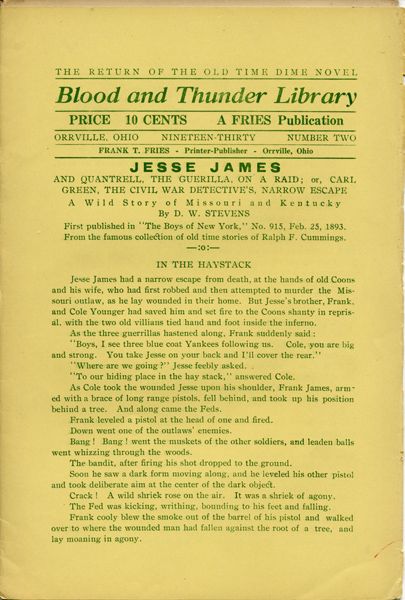 THE RETURN OF THE OLD TIME DIME NOVEL
Blood and Thunder Library
PRICE 10 CENTS A FRIES Publication
ORRVILLE, OHIO NINETEEN-THIRTY NUMBER TWO
FRANK T. FRIES - Printer-Publisher - Orrville, Ohio
JESSE JAMES
AND QUANTRELL, THE GUERILLA, ON A RAID; or, CARL
GREEN, THE CIVIL WAR DETECTIVE'S, NARROW ESCAPE
A Wild Story of Missouri and Kentucky
By D. W. STEVENS
First published in "The Boys of New York," No. 915, Feb. 25, 1893.
From the famous collection of old time stories of Ralph F. Cummings.
—:o:—
IN THE HAYSTACK
Jesse James had a narrow escape from death, at the hands of old Coons
and his wife, who had first robbed and then attempted to murder the Mis-
souri outlaw, as he lay wounded in their home. But Jesse's brother, Frank,
and Cole Younger had saved him and set fire to the Coons shanty in repris-
al, with the two old villians tied hand and foot inside the inferno.
As the three guerrillas hastened along, Frank suddenly said:
"Boys, I see three blue coat Yankees following us. Cole, you are big
and strong. You take Jesse on your back and I'll cover the rear."
"Where are we going?" Jesse feebly asked.
"To our hiding place in the hay stack," answered Cole.
As Cole took the wounded Jesse upon his shoulder, Frank James, arm-
ed with a brace of long range pistols, fell behind, and took up his position
behind a tree. And along came the Feds.
Frank leveled a pistol at the head of one and fired.
Down went one of the outlaws' enemies.
Bang! Bang! went the muskets of the other soldiers, and leaden balls
went whizzing through the woods.
The bandit, after firing his shot dropped to the ground.
Soon he saw a dark form moving along, and he leveled his other pistol
and took deliberate aim at the center of the dark object.
Crack! A wild shriek rose on the air. It was a shriek of agony.
The Fed was kicking, writhing, bounding to his feet and falling.
Frank cooly blew the smoke out of the barrel of his pistol and walked
over to where the wounded man had fallen against the root of a tree, and
lay moaning in agony.